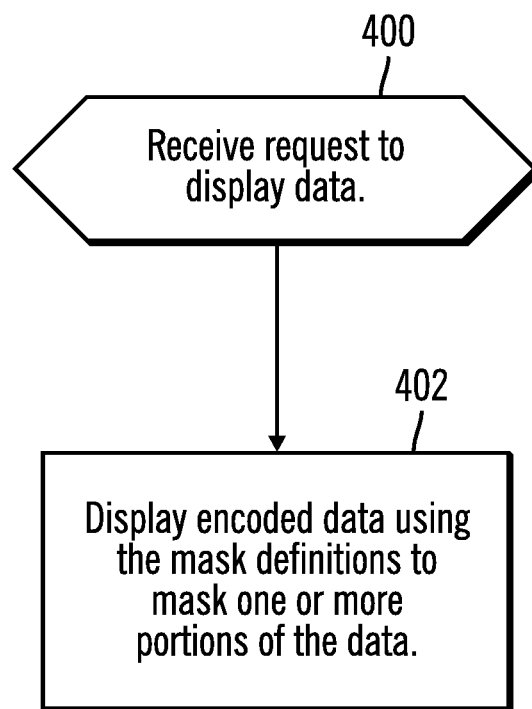 400
Receive request to
display data.
402
Display encoded data using
the mask definitions to
mask one or more
portions of the data.